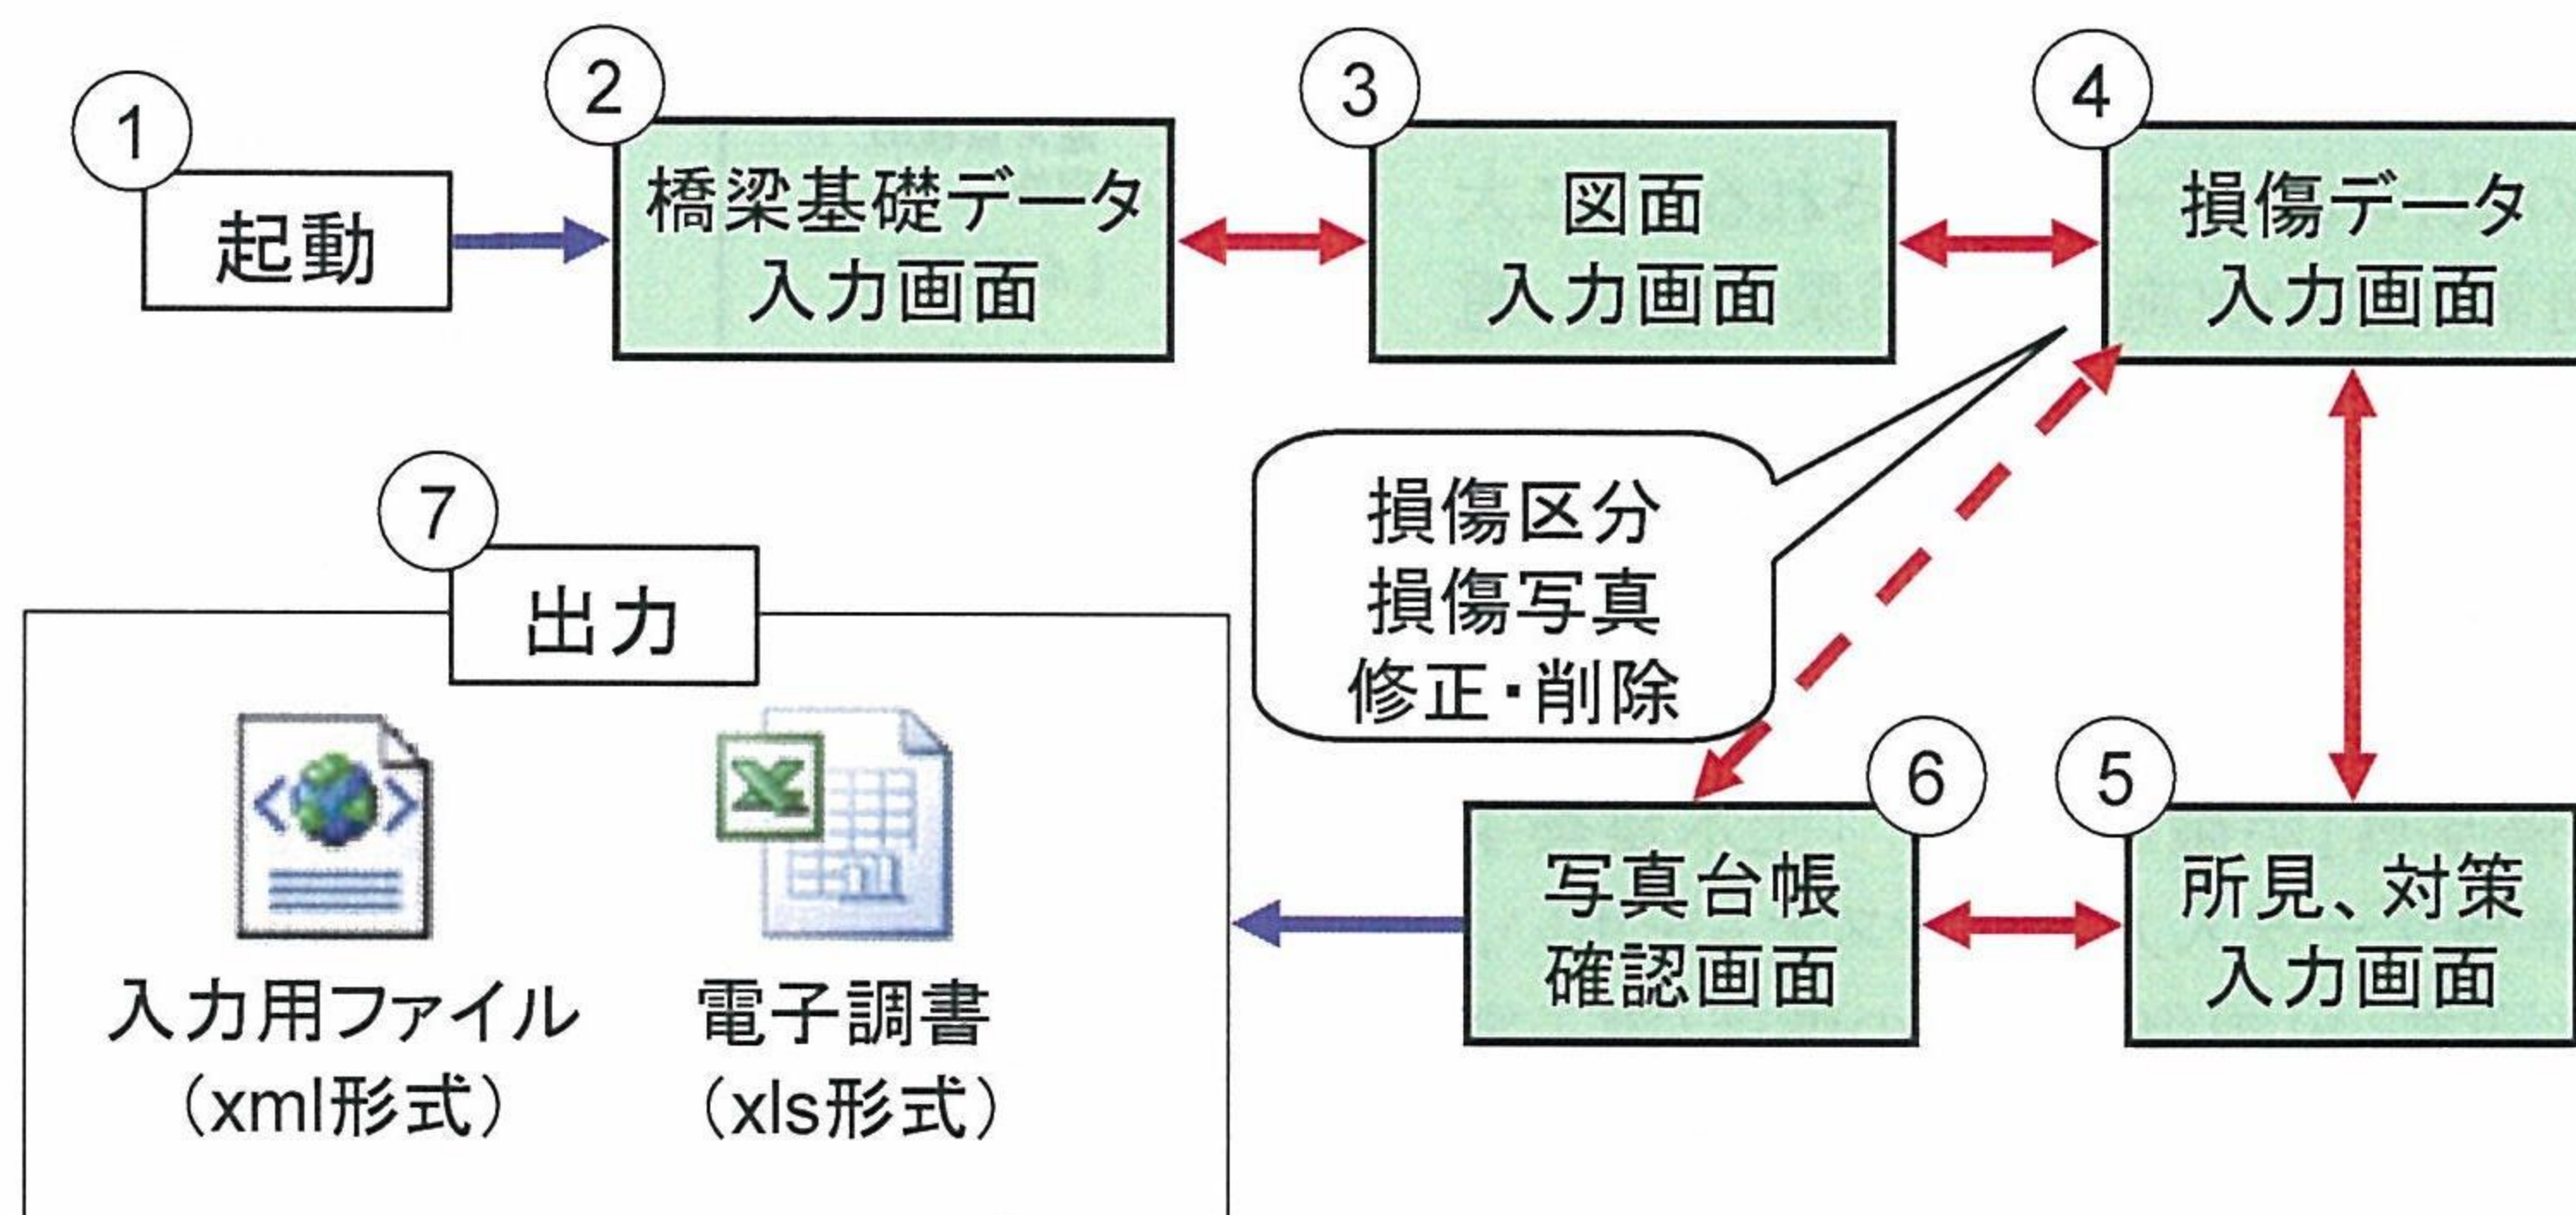 ①
起動
②
橋梁基礎データ
入力画面
③
図面
入力画面
④
損傷データ
入力画面
損傷区分
損傷写真
修正・削除
⑤
所見、対策
入力画面
⑥
写真台帳
確認画面
⑦
出力
入力用ファイル
（xml形式）
電子調書
（xls形式）